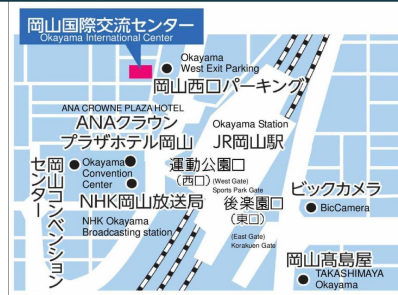 岡山国際交流センター
Okayama International Center
Okayama
West Exit Parking
岡山西口パーキング
ANA CROWNE PLAZA HOTEL
ANAクラウン
プラザホテル岡山
Okayama Station
JR岡山駅
岡山コンベンション
センター
Okayama
Convention
Center
運動公園口
(西口) (West Gate)
Sports Park Gate
NHK岡山放送局
NHK Okayama
Broadcasting station
後楽園口
(東口)
(East Gate)
Korakuen Gate
ビックカメラ
BicCamera
岡山髙島屋
TAKASHIMAYA
Okayama